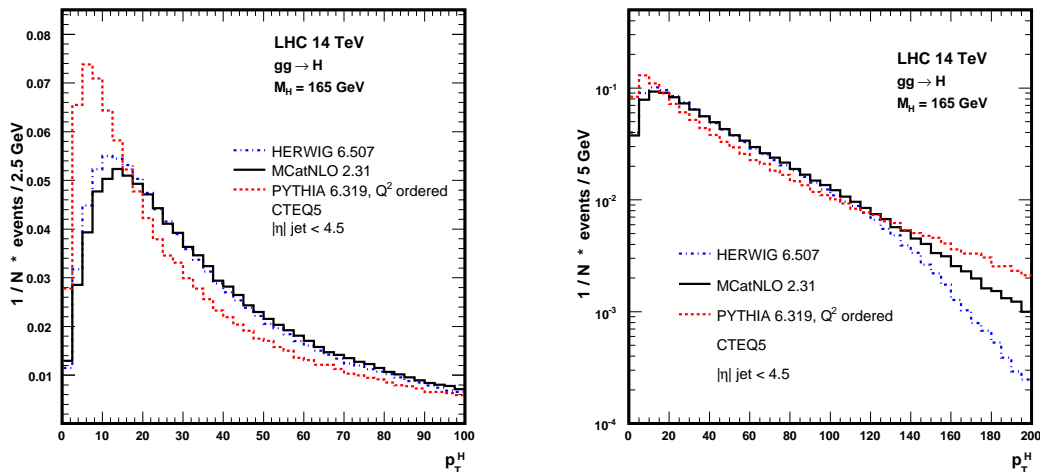 1 / N * events / 2.5 GeV
0.08
0.07
0.06
0.05
0.04
0.03
0.02
0.01
LHC 14 TeV
gg → H
M_H = 165 GeV
HERWIG 6.507
MCatNLO 2.31
PYTHIA 6.319, Q² ordered
CTEQ5
|η| jet < 4.5
0 10 20 30 40 50 60 70 80 90 100
p_T^H
1 / N * events / 5 GeV
10⁻¹
10⁻²
10⁻³
10⁻⁴
LHC 14 TeV
gg → H
M_H = 165 GeV
HERWIG 6.507
MCatNLO 2.31
PYTHIA 6.319, Q² ordered
CTEQ5
|η| jet < 4.5
0 20 40 60 80 100 120 140 160 180 200
p_T^H